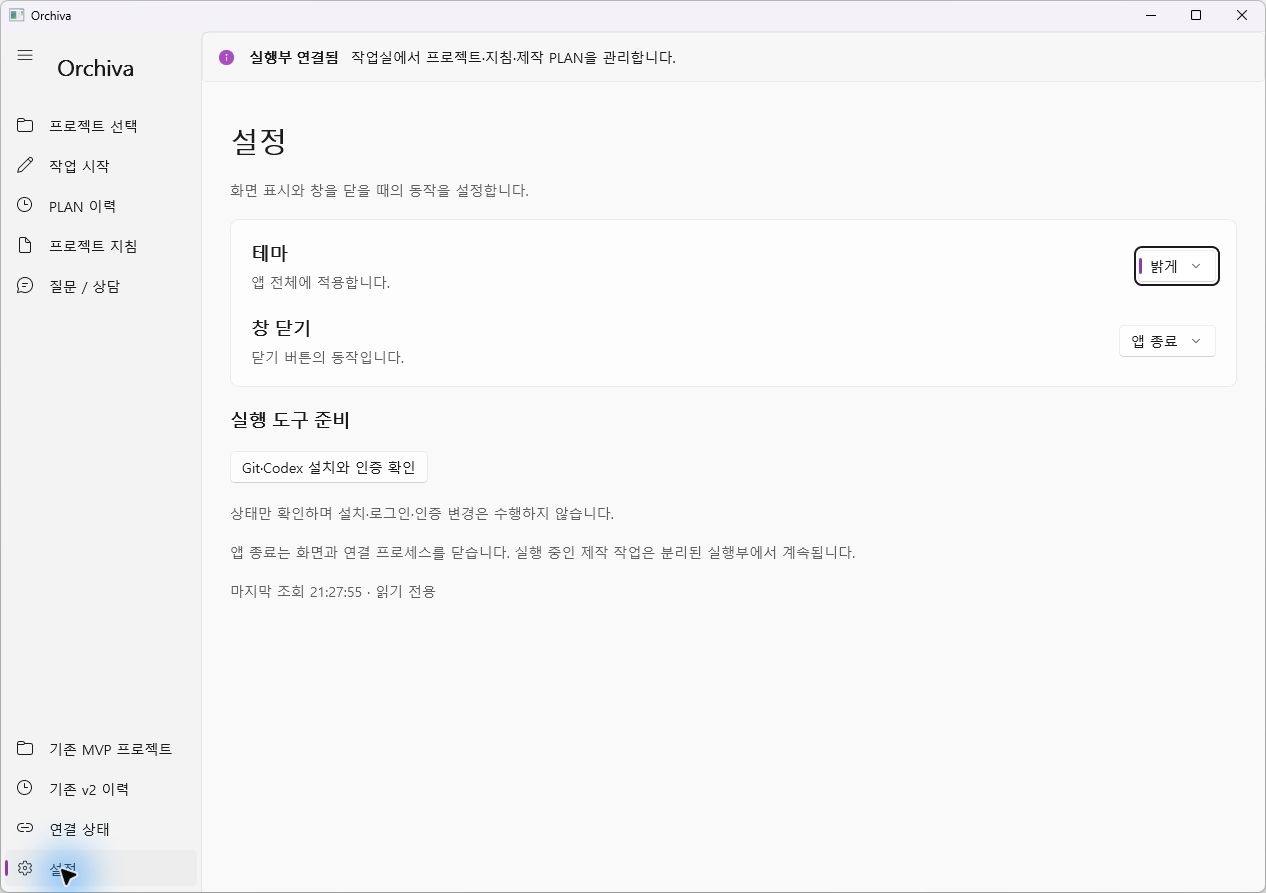 Orchiva
Orchiva
실행부 연결됨 작업실에서 프로젝트·지침·제작 PLAN을 관리합니다.
프로젝트 선택
작업 시작
PLAN 이력
프로젝트 지침
질문 / 상담
설정
화면 표시와 창을 닫을 때의 동작을 설정합니다.
테마
앱 전체에 적용합니다.
밝게
창 닫기
닫기 버튼의 동작입니다.
앱 종료
실행 도구 준비
Git·Codex 설치와 인증 확인
상태만 확인하며 설치·로그인·인증 변경은 수행하지 않습니다.
앱 종료는 화면과 연결 프로세스를 닫습니다. 실행 중인 제작 작업은 분리된 실행부에서 계속됩니다.
마지막 조회 21:27:55 · 읽기 전용
기존 MVP 프로젝트
기존 v2 이력
연결 상태
설정